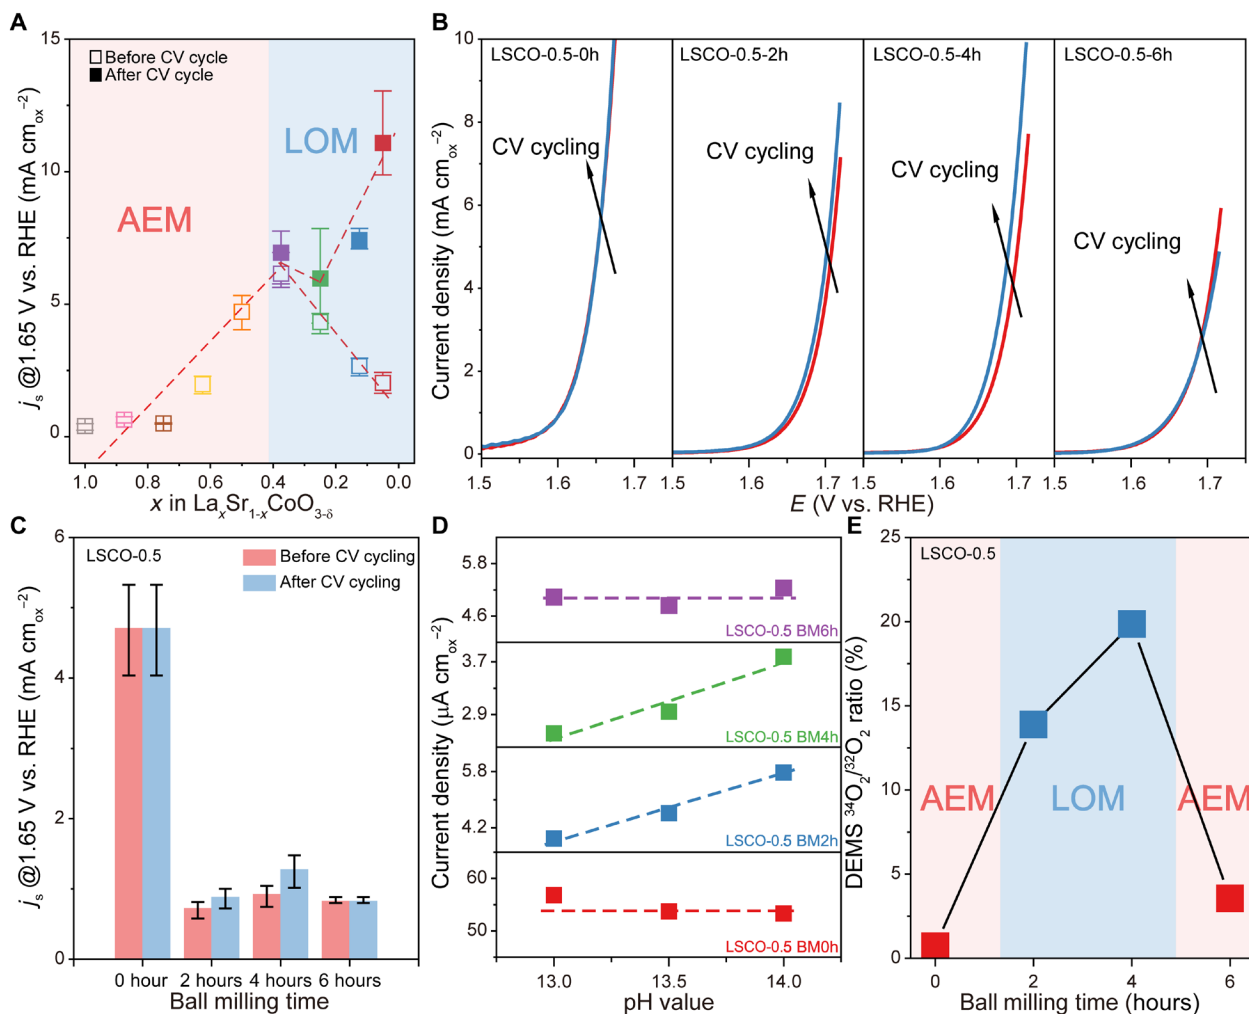 A
15
10
5
0
j_s @1.65 V vs. RHE (mA cm_ox^−2)
Before CV cycle
After CV cycle
AEM
LOM
1.0 0.8 0.6 0.4 0.2 0.0
x in La_xSr_1-xCoO_3-δ
B
10
8
6
4
2
0
Current density (mA cm_ox^−2)
LSCO-0.5-0h
LSCO-0.5-2h
LSCO-0.5-4h
LSCO-0.5-6h
CV cycling
CV cycling
CV cycling
CV cycling
1.5 1.6 1.7 1.5 1.6 1.7 1.5 1.6 1.7 1.5 1.6 1.7
E (V vs. RHE)
C
6
4
2
0
j_s @1.65 V vs. RHE (mA cm_ox^−2)
LSCO-0.5
Before CV cycling
After CV cycling
0 hour 2 hours 4 hours 6 hours
Ball milling time
D
5.8
4.6
3.7
2.9
5.8
4.2
60
50
Current density (μA cm_ox^−2)
LSCO-0.5 BM6h
LSCO-0.5 BM4h
LSCO-0.5 BM2h
LSCO-0.5 BM0h
13.0 13.5 14.0
pH value
E
25
20
15
10
5
0
DEMS ^34O_2/^32O_2 ratio (%)
LSCO-0.5
AEM
LOM
AEM
0 2 4 6
Ball milling time (hours)